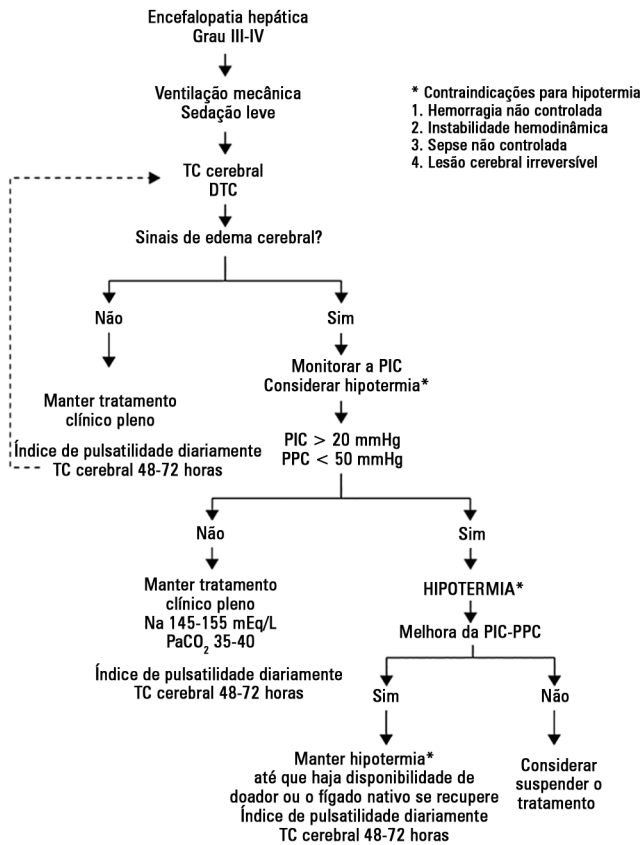 Encefalopatia hepática
Grau III-IV
Ventilação mecânica
Sedação leve
* Contraindicações para hipotermia
1. Hemorragia não controlada
2. Instabilidade hemodinâmica
3. Sepse não controlada
4. Lesão cerebral irreversível
TC cerebral
DTC
Sinais de edema cerebral?
Não
Sim
Manter tratamento
clínico pleno
Índice de pulsatilidade diariamente
TC cerebral 48-72 horas
Monitorar a PIC
Considerar hipotermia*
PIC > 20 mmHg
PPC < 50 mmHg
Não
Sim
Manter tratamento
clínico pleno
Na 145-155 mEq/L
PaCO₂ 35-40
Índice de pulsatilidade diariamente
TC cerebral 48-72 horas
HIPOTERMIA*
Melhora da PIC-PPC
Sim
Não
Manter hipotermia*
até que haja disponibilidade de
doador ou o fígado nativo se recupere
Índice de pulsatilidade diariamente
TC cerebral 48-72 horas
Considerar
suspender o
tratamento